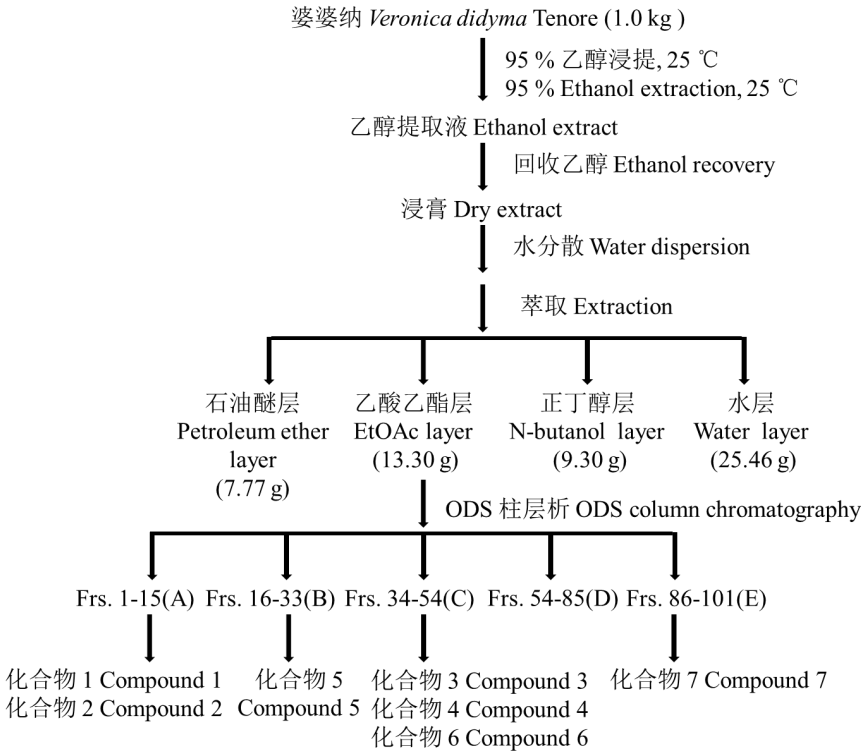 婆婆纳 Veronica didyma Tenore (1.0 kg )
95 % 乙醇浸提, 25 ℃
95 % Ethanol extraction, 25 ℃
乙醇提取液 Ethanol extract
回收乙醇 Ethanol recovery
浸膏 Dry extract
水分散 Water dispersion
萃取 Extraction
石油醚层
Petroleum ether
layer
(7.77 g)
乙酸乙酯层
EtOAc layer
(13.30 g)
正丁醇层
N-butanol layer
(9.30 g)
水层
Water layer
(25.46 g)
ODS 柱层析 ODS column chromatography
Frs. 1-15(A)
Frs. 16-33(B)
Frs. 34-54(C)
Frs. 54-85(D)
Frs. 86-101(E)
化合物 1 Compound 1
化合物 2 Compound 2
化合物 5
Compound 5
化合物 3 Compound 3
化合物 4 Compound 4
化合物 6 Compound 6
化合物 7 Compound 7